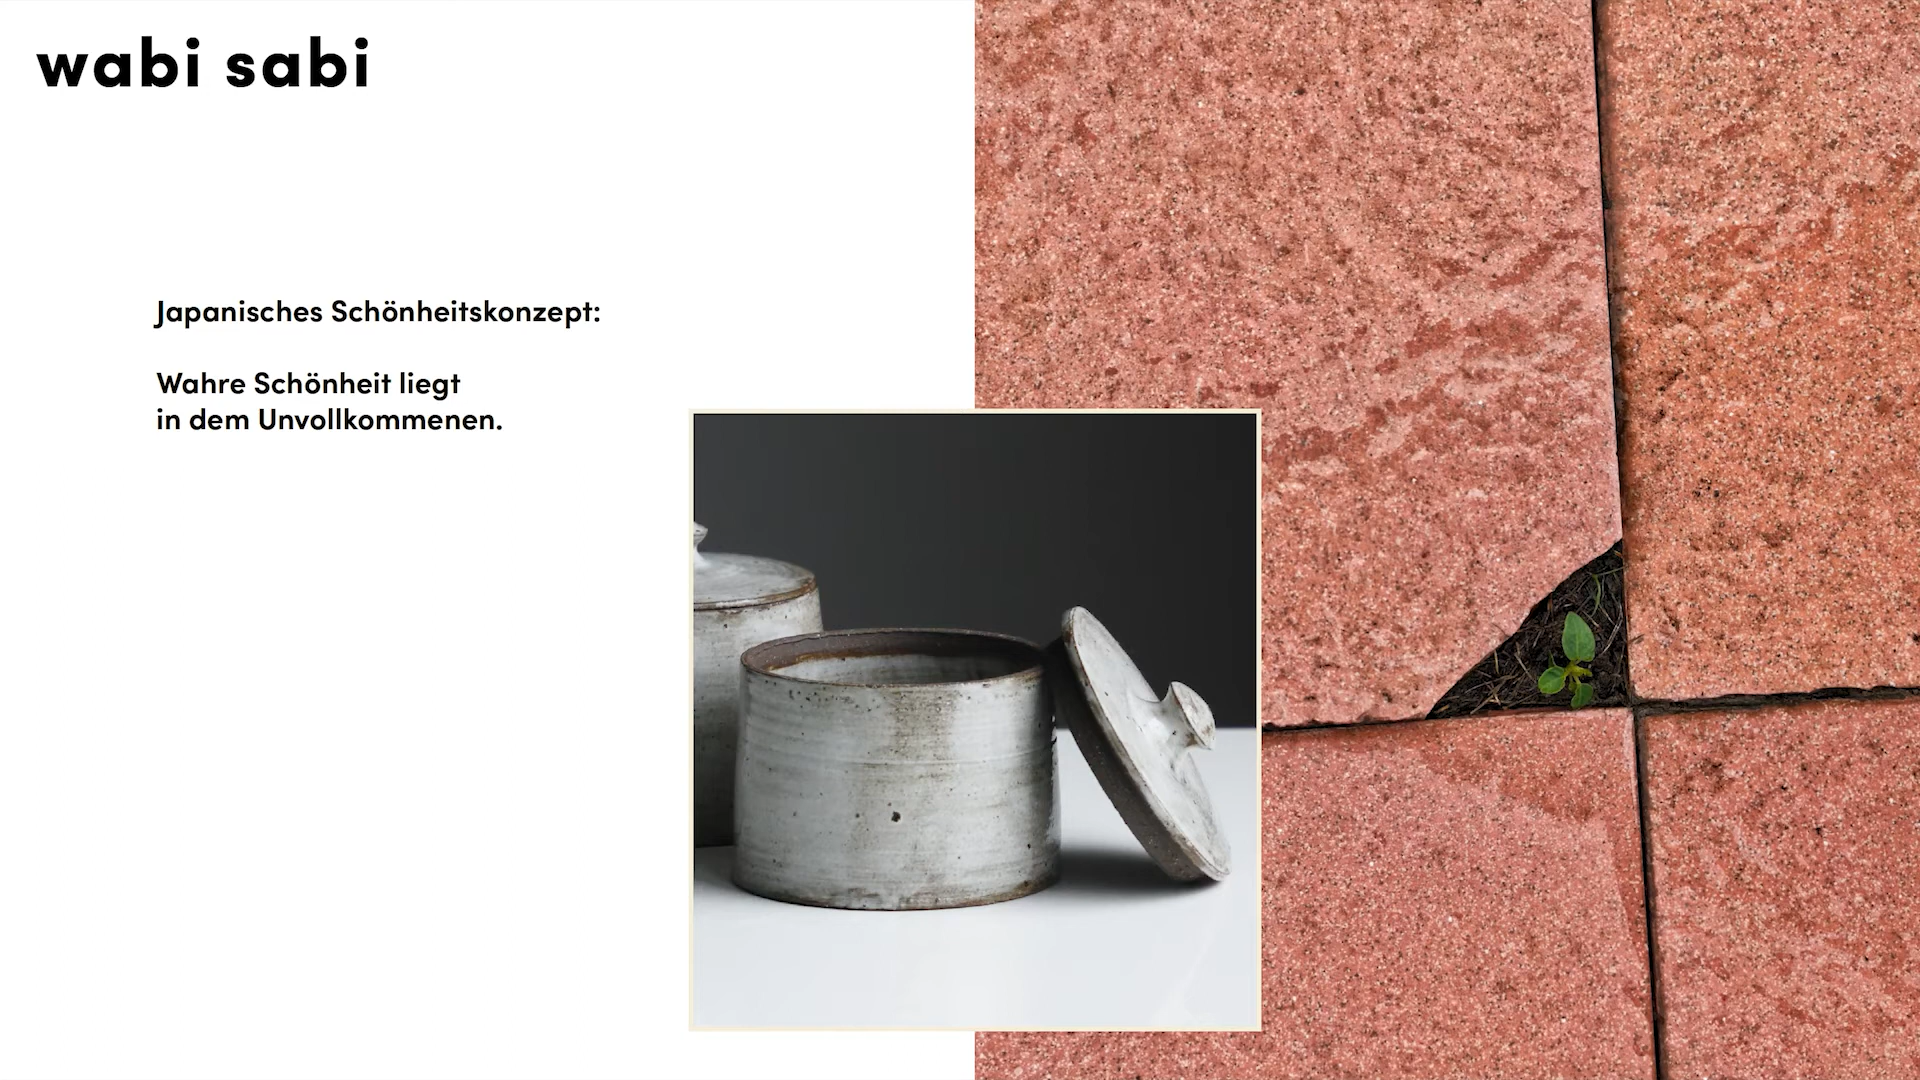 wabi sabi
Japanisches Schönheitskonzept:
Wahre Schönheit liegt
in dem Unvollkommenen.